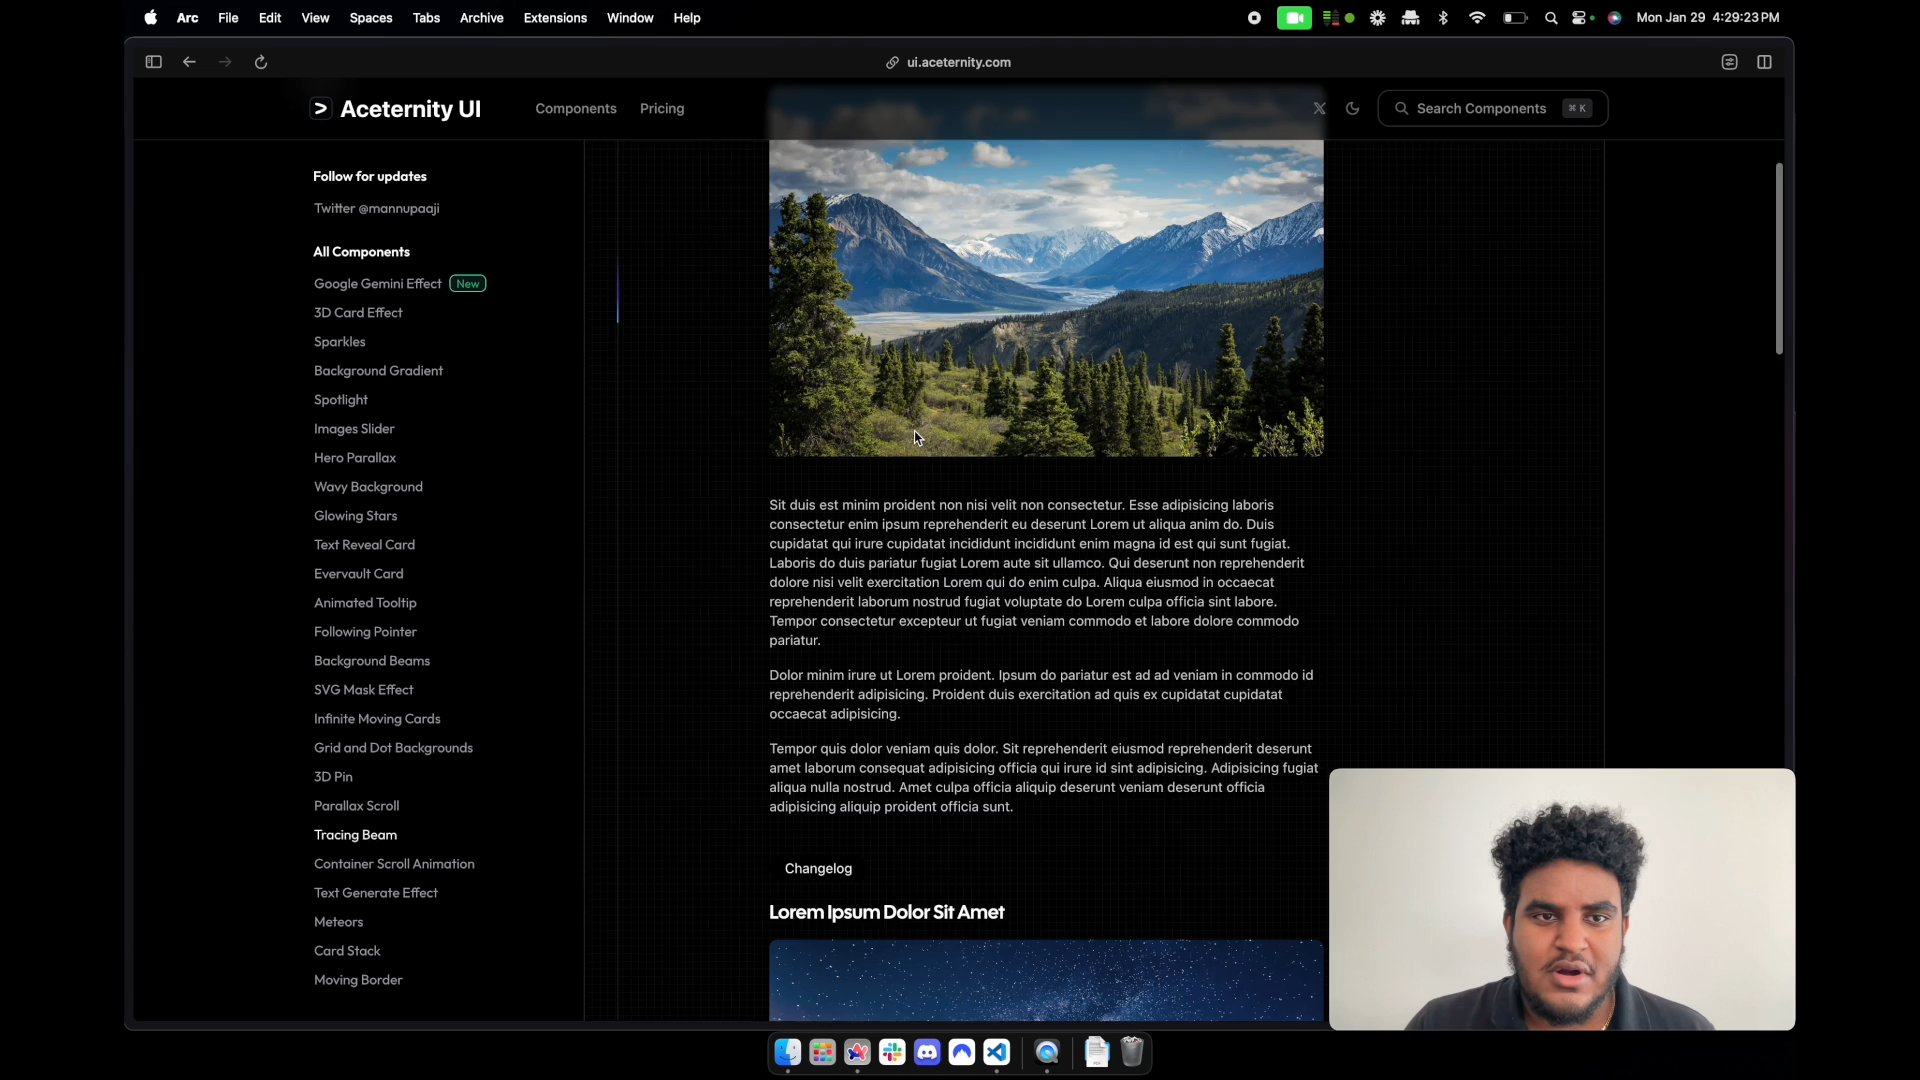 Arc File Edit View Spaces Tabs Archive Extensions Window Help Mon Jan 29 4:29:23 PM
ui.aceternity.com
Aceternity UI Components Pricing Search Components ⌘ K
Follow for updates
Twitter @mannupaaji
All Components
Google Gemini Effect New
3D Card Effect
Sparkles
Background Gradient
Spotlight
Images Slider
Hero Parallax
Wavy Background
Glowing Stars
Text Reveal Card
Evervault Card
Animated Tooltip
Following Pointer
Background Beams
SVG Mask Effect
Infinite Moving Cards
Grid and Dot Backgrounds
3D Pin
Parallax Scroll
Tracing Beam
Container Scroll Animation
Text Generate Effect
Meteors
Card Stack
Moving Border
Sit duis est minim proident non nisi velit non consectetur. Esse adipisicing laboris
consectetur enim ipsum reprehenderit eu deserunt Lorem ut aliqua anim do. Duis
cupidatat qui irure cupidatat incididunt incididunt enim magna id est qui sunt fugiat.
Laboris do duis pariatur fugiat Lorem aute sit ullamco. Qui deserunt non reprehenderit
dolore nisi velit exercitation Lorem qui do enim culpa. Aliqua eiusmod in occaecat
reprehenderit laborum nostrud fugiat voluptate do Lorem culpa officia sint labore.
Tempor consectetur excepteur ut fugiat veniam commodo et labore dolore commodo
pariatur.
Dolor minim irure ut Lorem proident. Ipsum do pariatur est ad ad veniam in commodo id
reprehenderit adipisicing. Proident duis exercitation ad quis ex cupidatat cupidatat
occaecat adipisicing.
Tempor quis dolor veniam quis dolor. Sit reprehenderit eiusmod reprehenderit deserunt
amet laborum consequat adipisicing officia qui irure id sint adipisicing. Adipisicing fugiat
aliqua nulla nostrud. Amet culpa officia aliquip deserunt veniam deserunt officia
adipisicing aliquip proident officia sunt.
Changelog
Lorem Ipsum Dolor Sit Amet